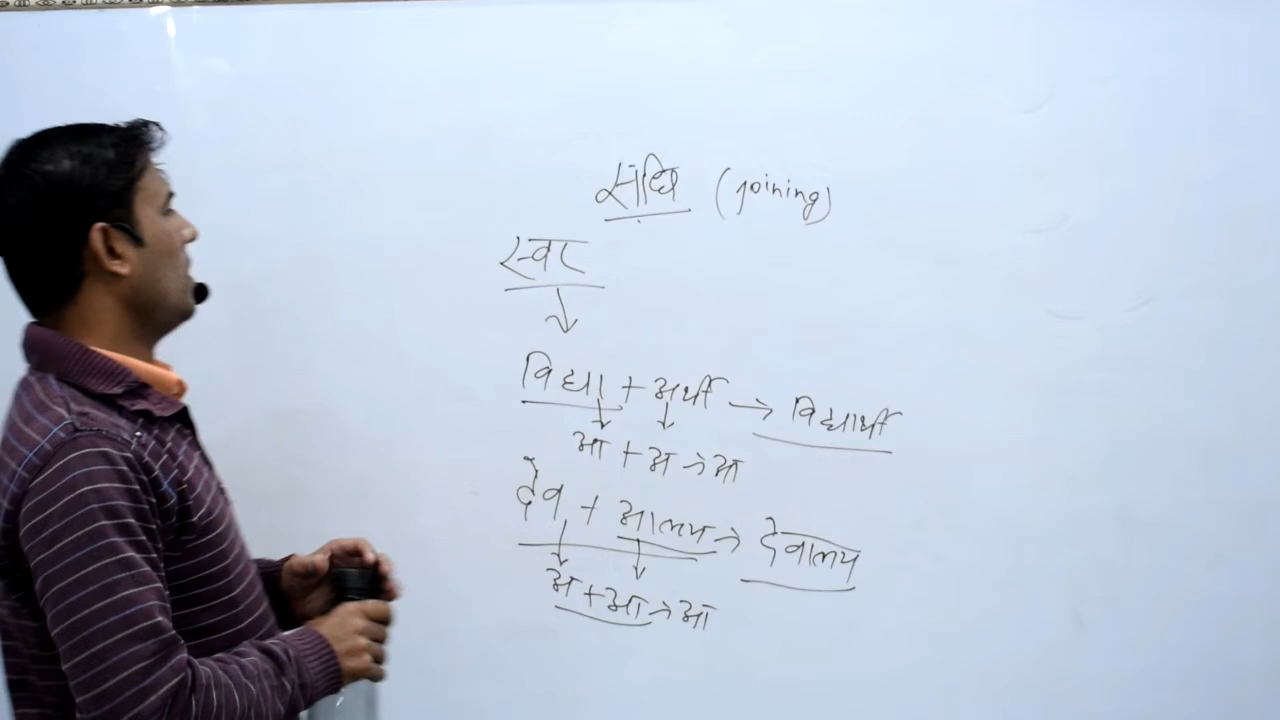 संधि (joining)
स्वर
विद्या + अर्थी → विद्यार्थी
आ + अ → आ
देव + आलय → देवालय
अ + आ → आ